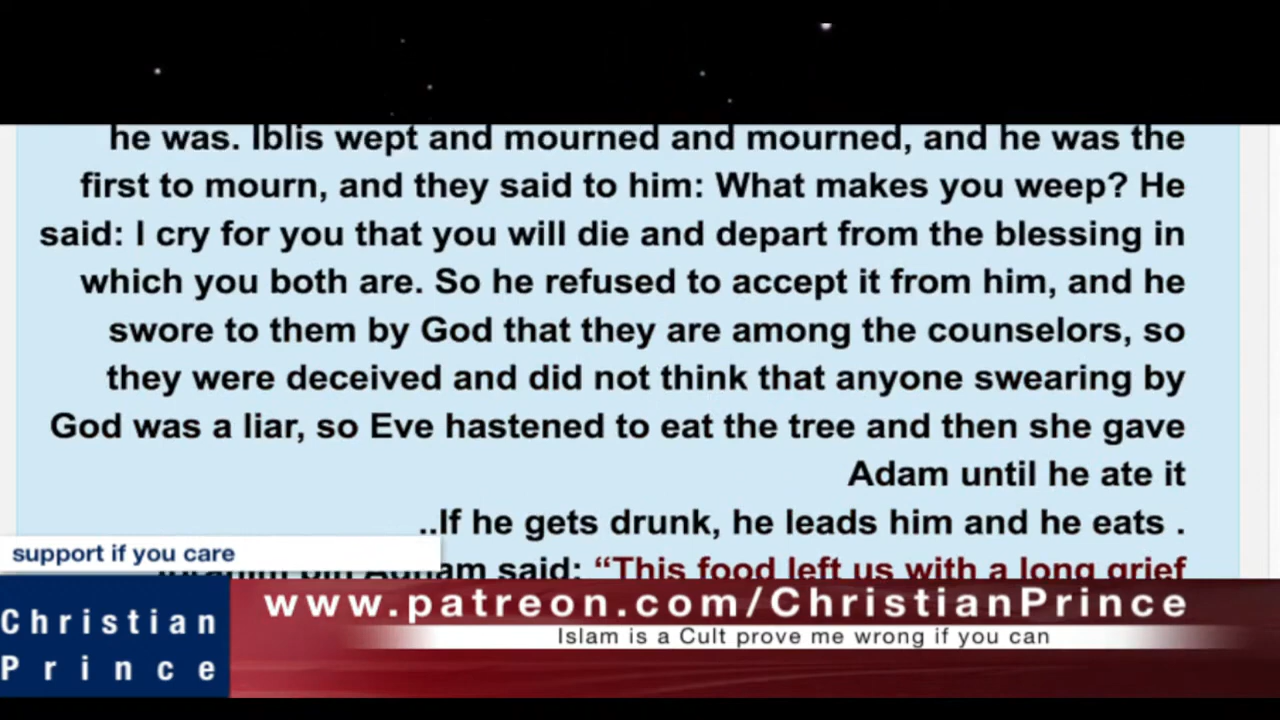 he was. Iblis wept and mourned and mourned, and he was the
first to mourn, and they said to him: What makes you weep? He
said: I cry for you that you will die and depart from the blessing in
which you both are. So he refused to accept it from him, and he
swore to them by God that they are among the counselors, so
they were deceived and did not think that anyone swearing by
God was a liar, so Eve hastened to eat the tree and then she gave
Adam until he ate it
..If he gets drunk, he leads him and he eats .
said: “This food left us with a long grief
support if you care
Christian
Prince
www.patreon.com/ChristianPrince
Islam is a Cult prove me wrong if you can